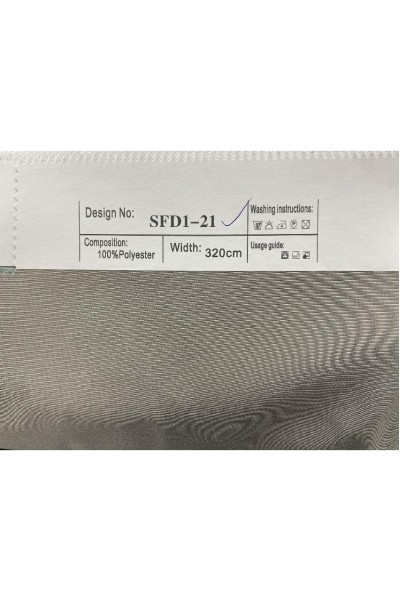 Design No: SFD1-21
Washing instructions:
Composition:
100%Polyester
Width: 320cm
Usage guide: